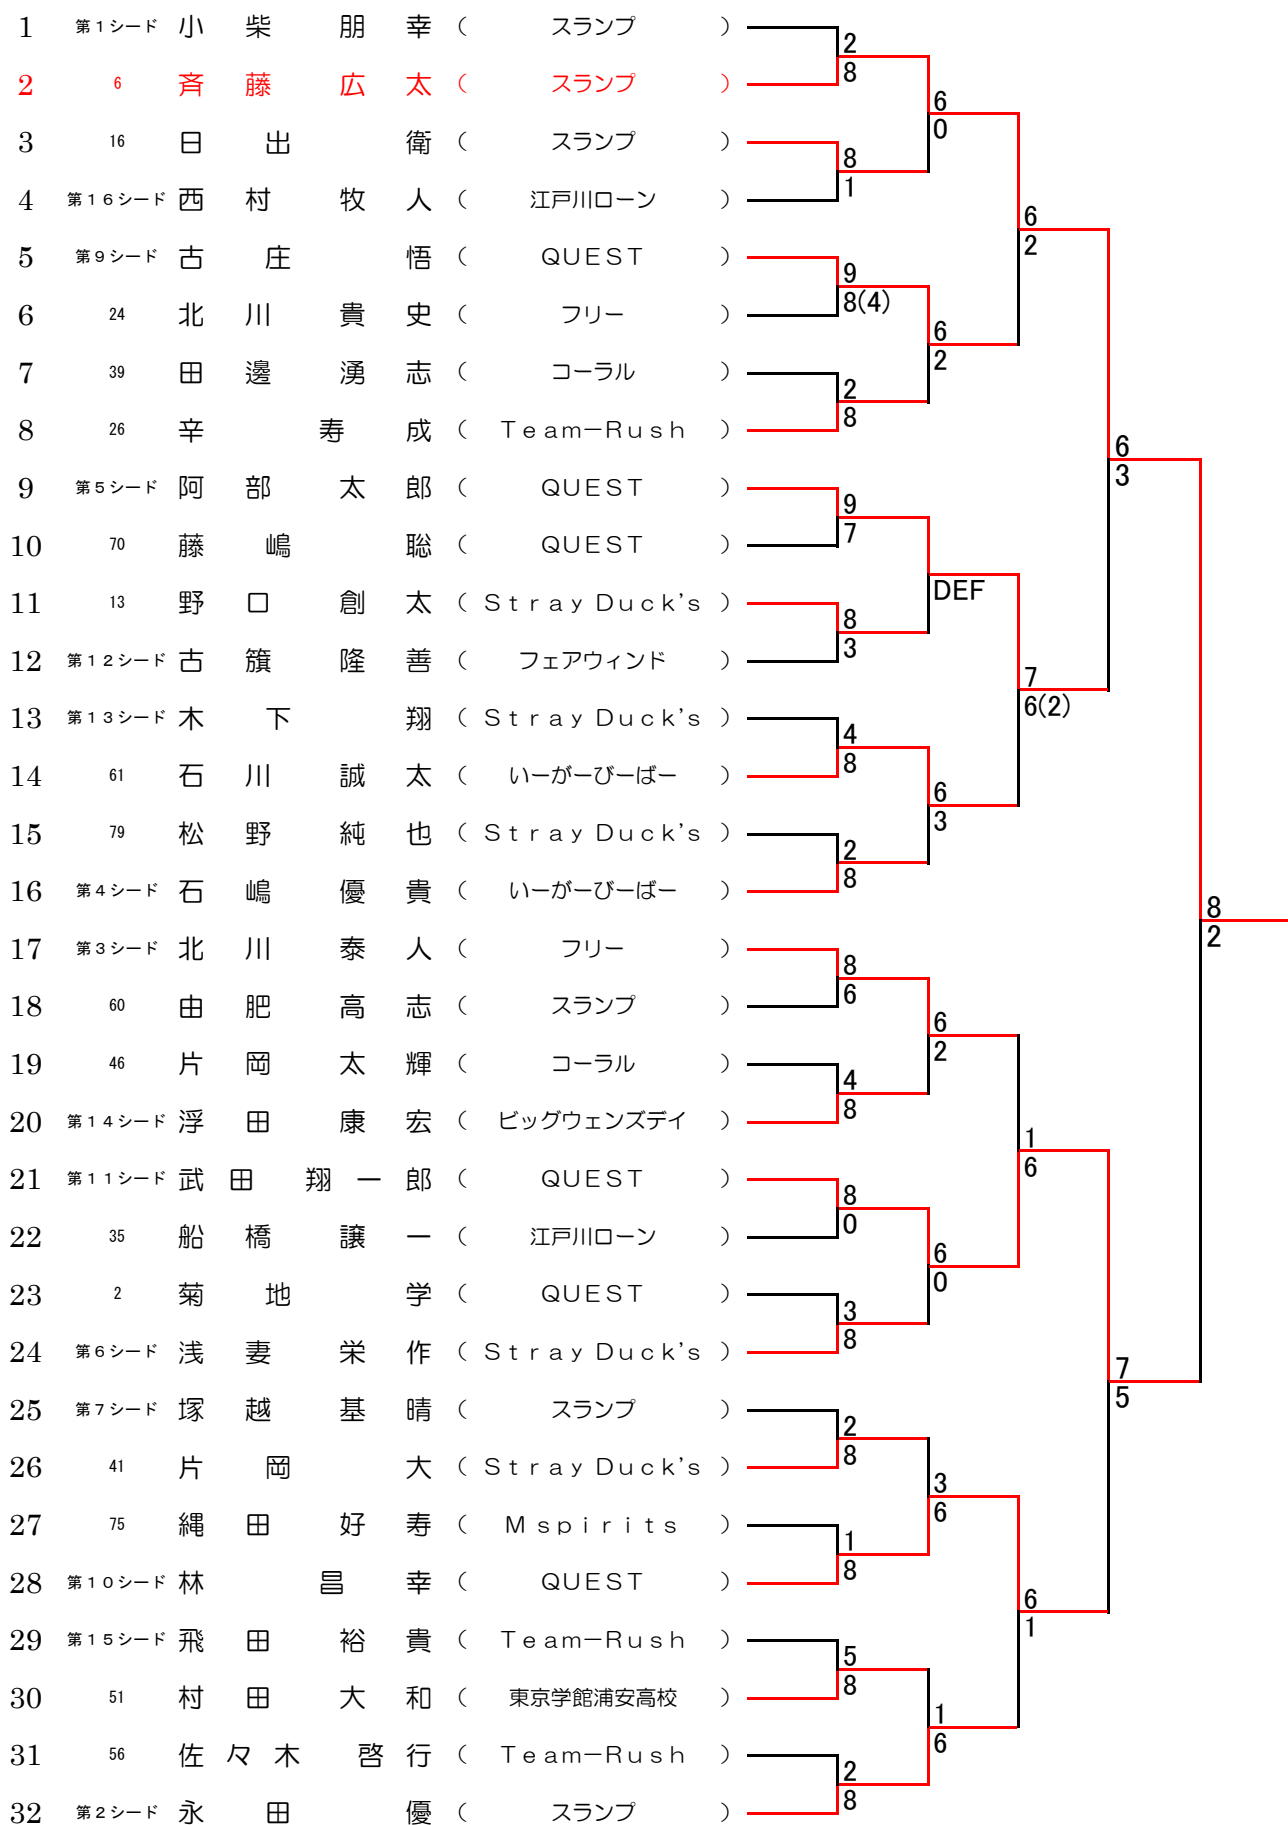 1 第1シード 小柴朋幸 ( スランプ )
2
8
2 6 斉藤広太 ( スランプ )
6
0
3 16 日出衛 ( スランプ )
8
1
4 第16シード 西村牧人 ( 江戸川ローン )
6
2
5 第9シード 古庄悟 ( QUEST )
9
8(4)
6 24 北川貴史 ( フリー )
6
2
7 39 田邊湧志 ( コーラル )
2
8
8 26 辛寿成 ( Team-Rush )
6
3
9 第5シード 阿部太郎 ( QUEST )
9
7
10 70 藤嶋聡 ( QUEST )
DEF
11 13 野口創太 ( Stray Duck's )
8
3
12 第12シード 古籏隆善 ( フェアウィンド )
7
6(2)
13 第13シード 木下翔 ( Stray Duck's )
4
8
14 61 石川誠太 ( いーがーびーばー )
6
3
15 79 松野純也 ( Stray Duck's )
2
8
16 第4シード 石嶋優貴 ( いーがーびーばー )
8
2
17 第3シード 北川泰人 ( フリー )
8
6
18 60 由肥高志 ( スランプ )
6
2
19 46 片岡太輝 ( コーラル )
4
8
20 第14シード 浮田康宏 ( ビッグウェンズデイ )
1
6
21 第11シード 武田翔一郎 ( QUEST )
8
0
22 35 船橋譲一 ( 江戸川ローン )
6
0
23 2 菊地学 ( QUEST )
3
8
24 第6シード 浅妻栄作 ( Stray Duck's )
7
5
25 第7シード 塚越基晴 ( スランプ )
2
8
26 41 片岡大 ( Stray Duck's )
3
6
27 75 縄田好寿 ( Mspirits )
1
8
28 第10シード 林昌幸 ( QUEST )
6
1
29 第15シード 飛田裕貴 ( Team-Rush )
5
8
30 51 村田大和 ( 東京学館浦安高校 )
1
6
31 56 佐々木啓行 ( Team-Rush )
2
8
32 第2シード 永田優 ( スランプ )